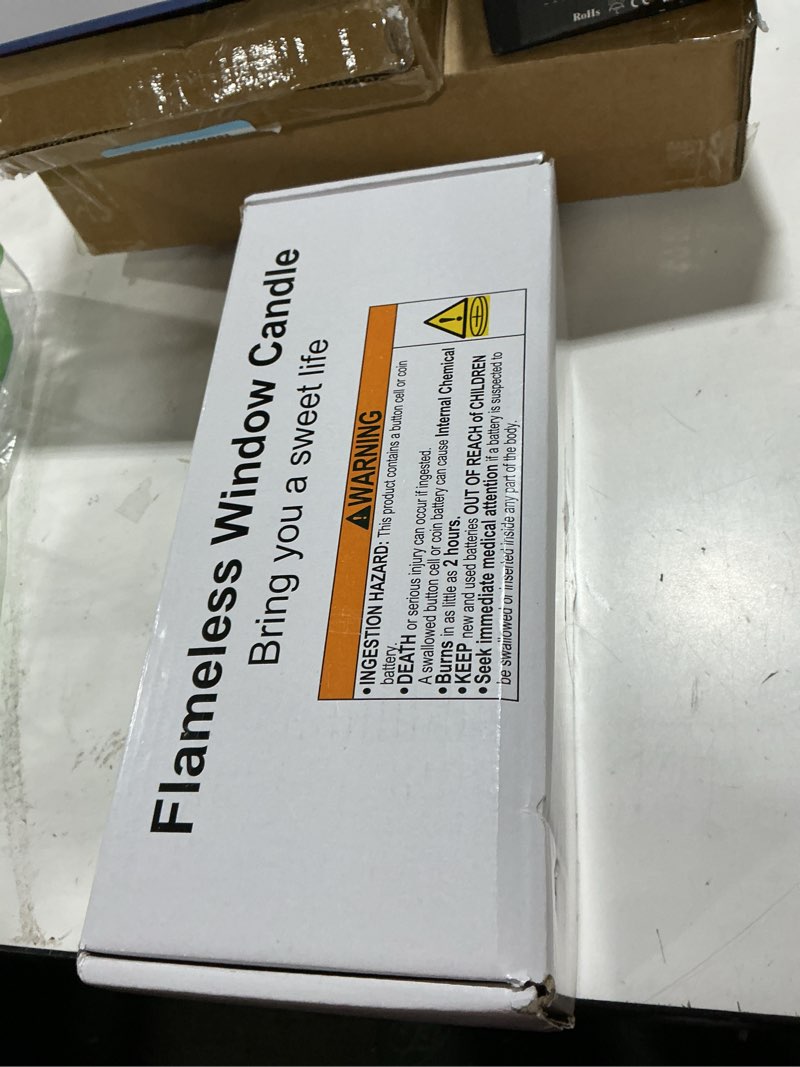 RoHS
Flameless Window Candle
Bring you a sweet life
WARNING
• INGESTION HAZARD: This product contains a button cell or coin
battery.
• DEATH or serious injury can occur if ingested.
A swallowed button cell or coin battery can cause Internal Chemical
• Burns in as little as 2 hours.
• KEEP new and used batteries OUT OF REACH of CHILDREN
• Seek immediate medical attention if a battery is suspected to
be swallowed or inserted inside any part of the body.